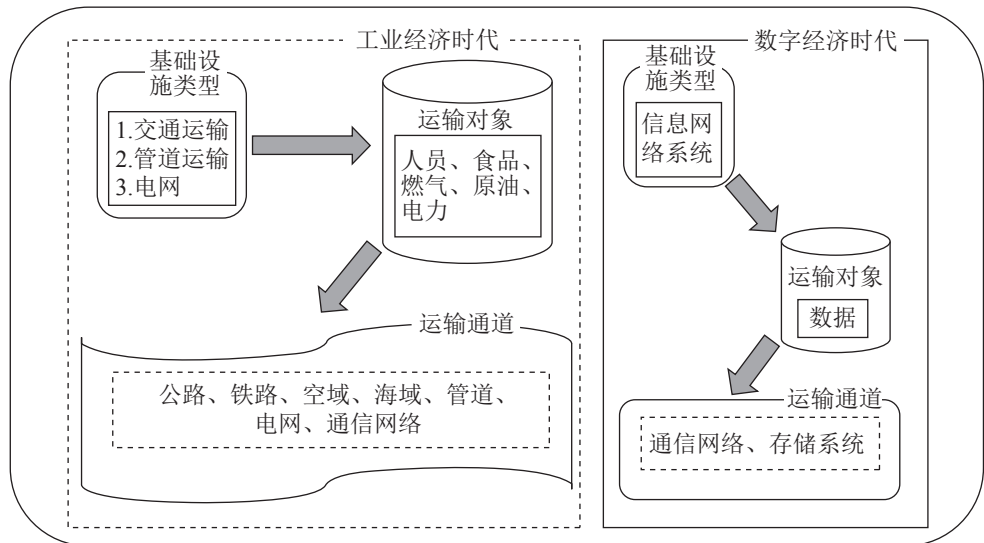 工业经济时代
基础设
施类型
1.交通运输
2.管道运输
3.电网
运输对象
人员、食品、
燃气、原油、
电力
运输通道
公路、铁路、空域、海域、管道、
电网、通信网络
数字经济时代
基础设
施类型
信息网
络系统
运输对象
数据
运输通道
通信网络、存储系统